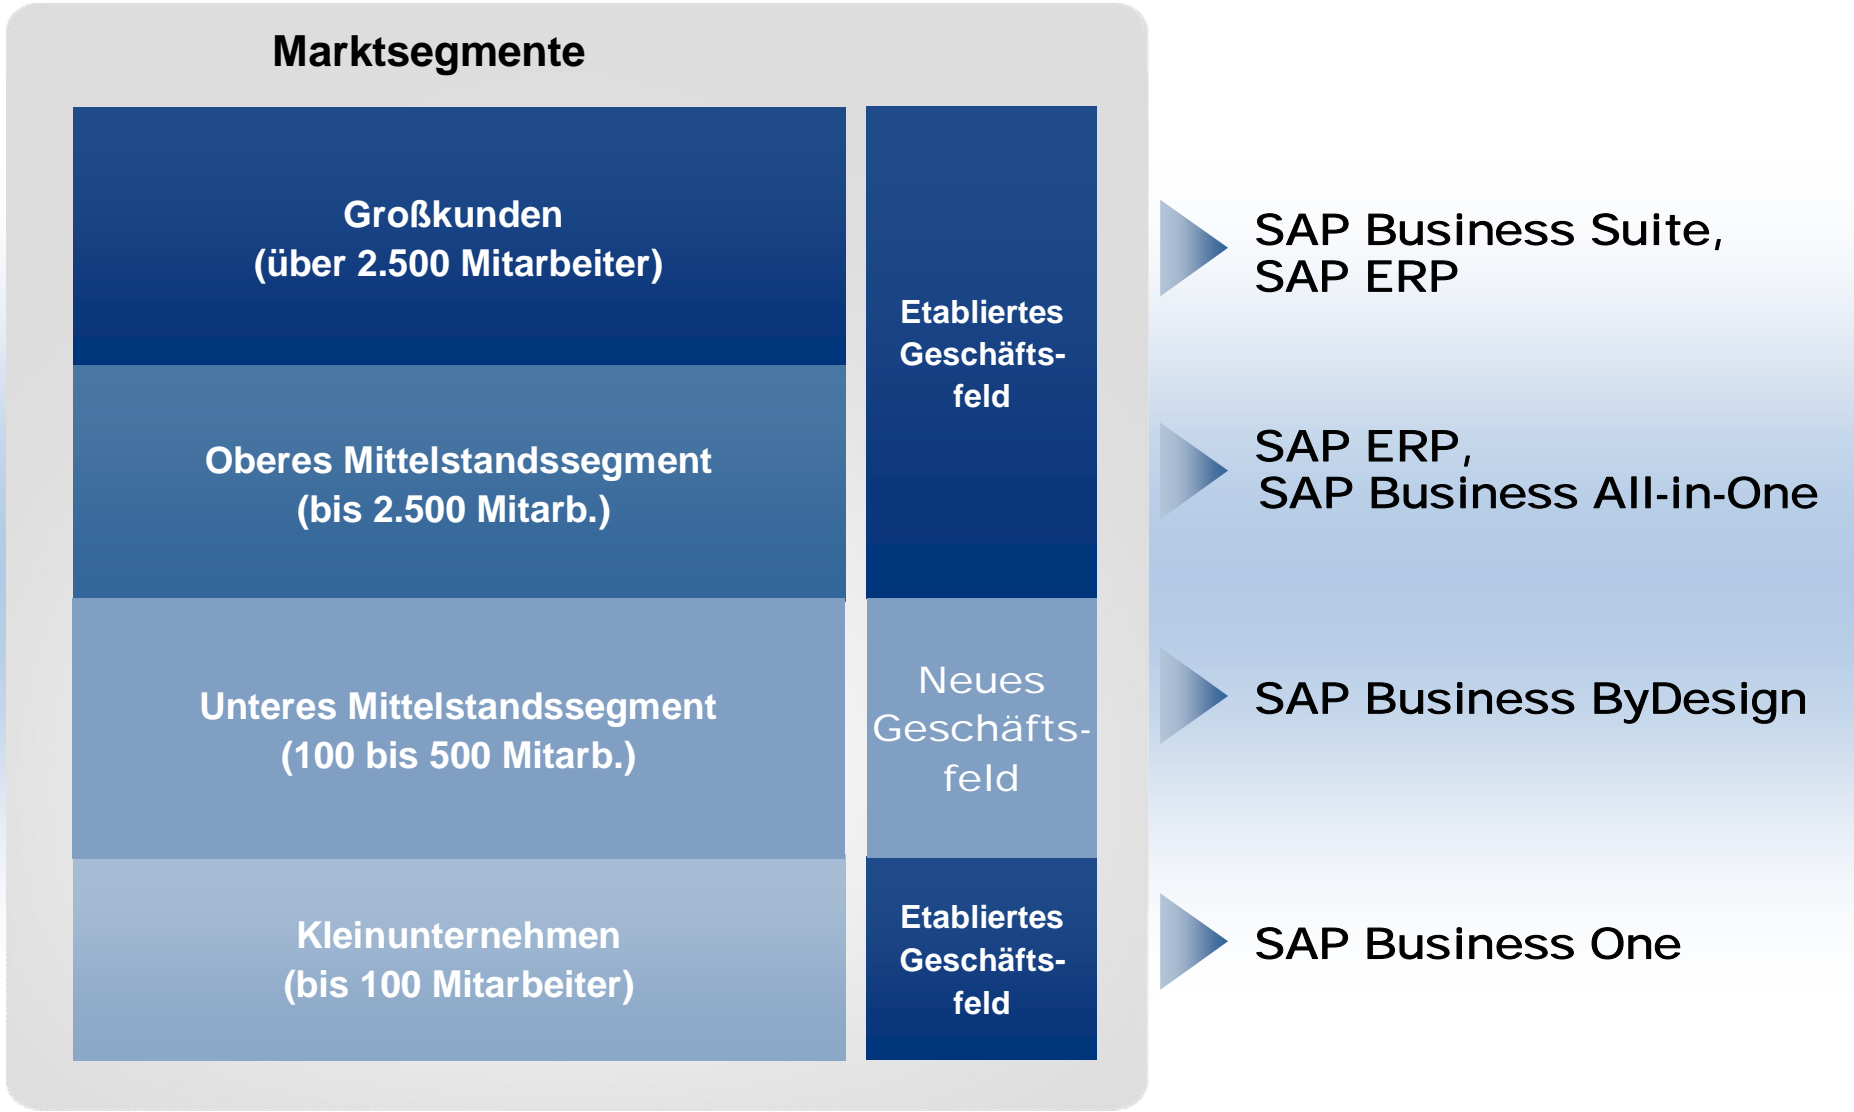 Marktsegmente
Großkunden
(über 2.500 Mitarbeiter)
Oberes Mittelstandssegment
(bis 2.500 Mitarb.)
Unteres Mittelstandssegment
(100 bis 500 Mitarb.)
Kleinunternehmen
(bis 100 Mitarbeiter)
Etabliertes
Geschäfts-
feld
Neues
Geschäfts-
feld
Etabliertes
Geschäfts-
feld
SAP Business Suite,
SAP ERP
SAP ERP,
SAP Business All-in-One
SAP Business ByDesign
SAP Business One